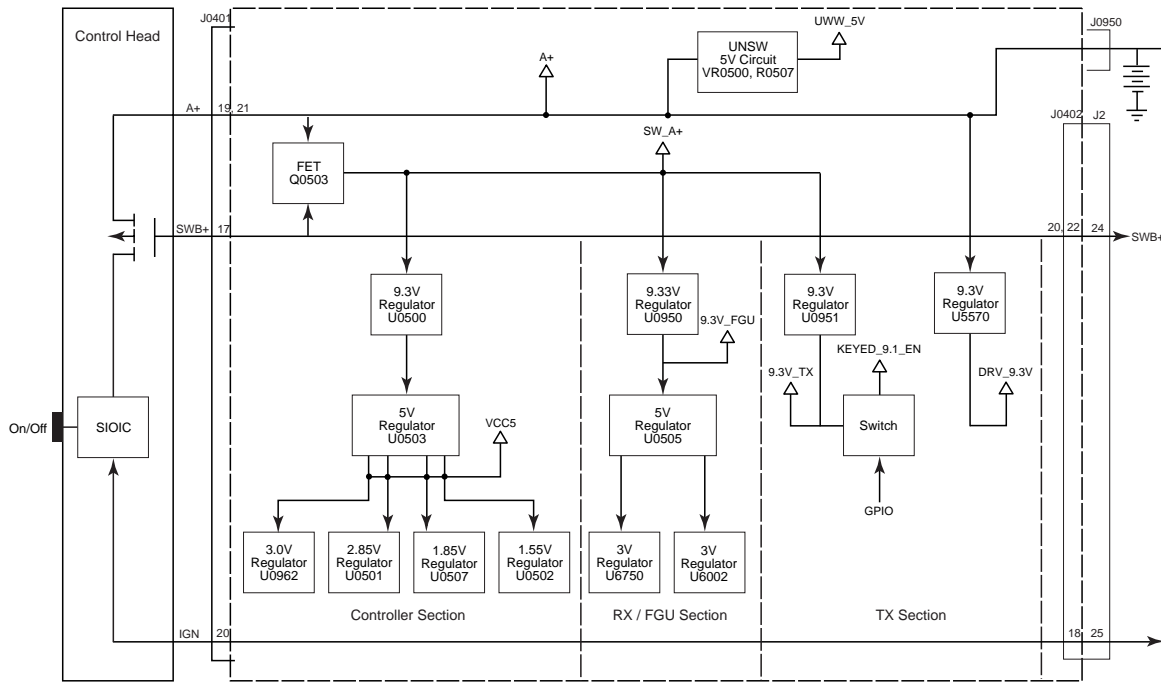 Control Head
J0401
J0950
UWW_5V
UNSW
5V Circuit
VR0500, R0507
A+
A+
19, 21
J0402
J2
SW_A+
FET
Q0503
SWB+
17
20, 22
24
SWB+
9.3V
Regulator
U0500
9.33V
Regulator
U0950
9.3V_FGU
9.3V
Regulator
U0951
9.3V
Regulator
U5570
KEYED_9.1_EN
9.3V_TX
DRV_9.3V
On/Off
SIOIC
5V
Regulator
U0503
VCC5
5V
Regulator
U0505
Switch
GPIO
3.0V
Regulator
U0962
2.85V
Regulator
U0501
1.85V
Regulator
U0507
1.55V
Regulator
U0502
3V
Regulator
U6750
3V
Regulator
U6002
Controller Section
RX / FGU Section
TX Section
IGN
20
18
25